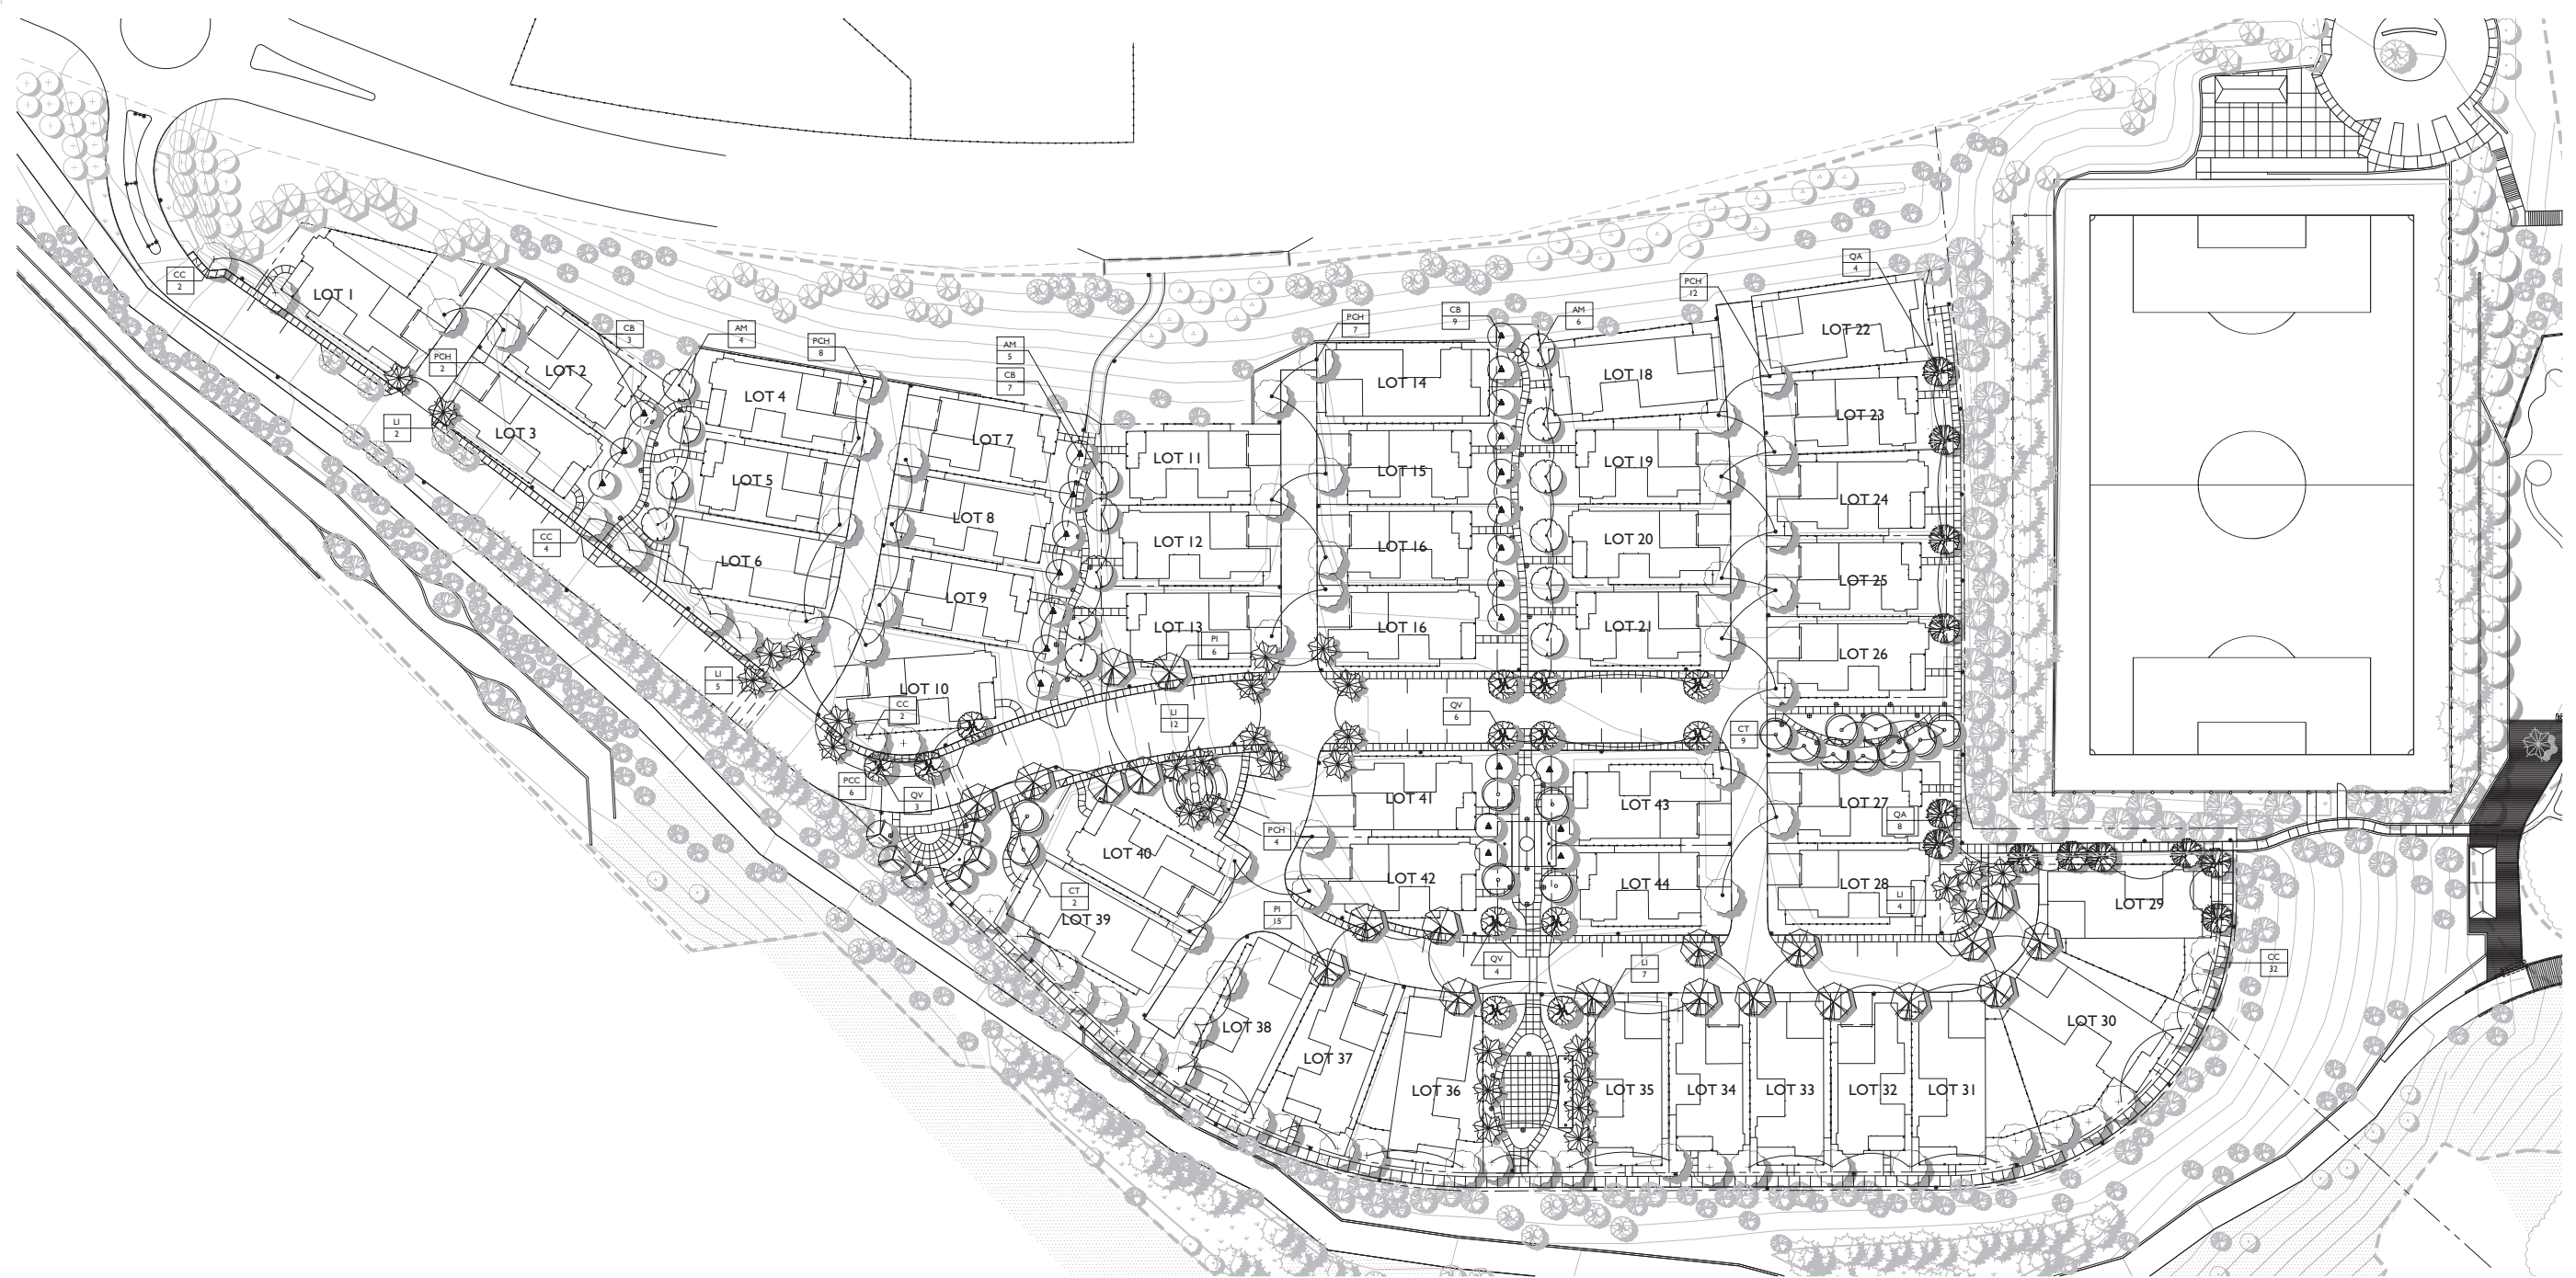 QA
4
PCH
12
CC
2
LOT 1
CB
9
AM
6
PCH
7
CB
3
AM
4
PCH
8
LOT 22
AM
5
PCH
2
LOT 2
CB
7
LOT 14
LOT 18
LOT 4
LOT 23
LI
2
LOT 3
LOT 7
LOT 11
LOT 15
LOT 19
LOT 5
LOT 24
LOT 8
CC
4
LOT 12
LOT 16
LOT 20
LOT 6
LOT 25
LOT 9
LOT 13
LOT 16
LOT 21
PI
6
LOT 26
LI
5
LOT 10
CC
2
LI
12
QV
6
CT
9
PCC
6
QV
3
LOT 41
LOT 43
LOT 27
QA
8
PCH
4
LOT 40
LOT 42
LOT 44
LOT 28
LI
4
CT
2
LOT 29
LOT 39
PI
15
QV
4
LI
7
CC
32
LOT 38
LOT 30
LOT 37
LOT 36
LOT 35
LOT 34
LOT 33
LOT 32
LOT 31